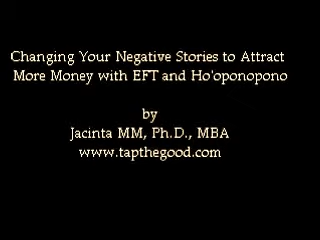 Changing Your Negative Stories to Attract
More Money with EFT and Ho'oponopono
by
Jacinta MM, Ph.D., MBA
www.tapthegood.com